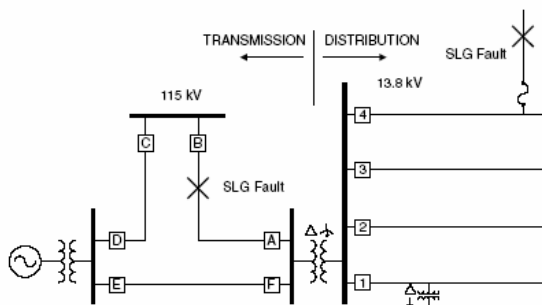 TRANSMISSION
DISTRIBUTION
SLG Fault
13.8 kV
115 kV
4
C
B
3
SLG Fault
2
D
A
E
F
1